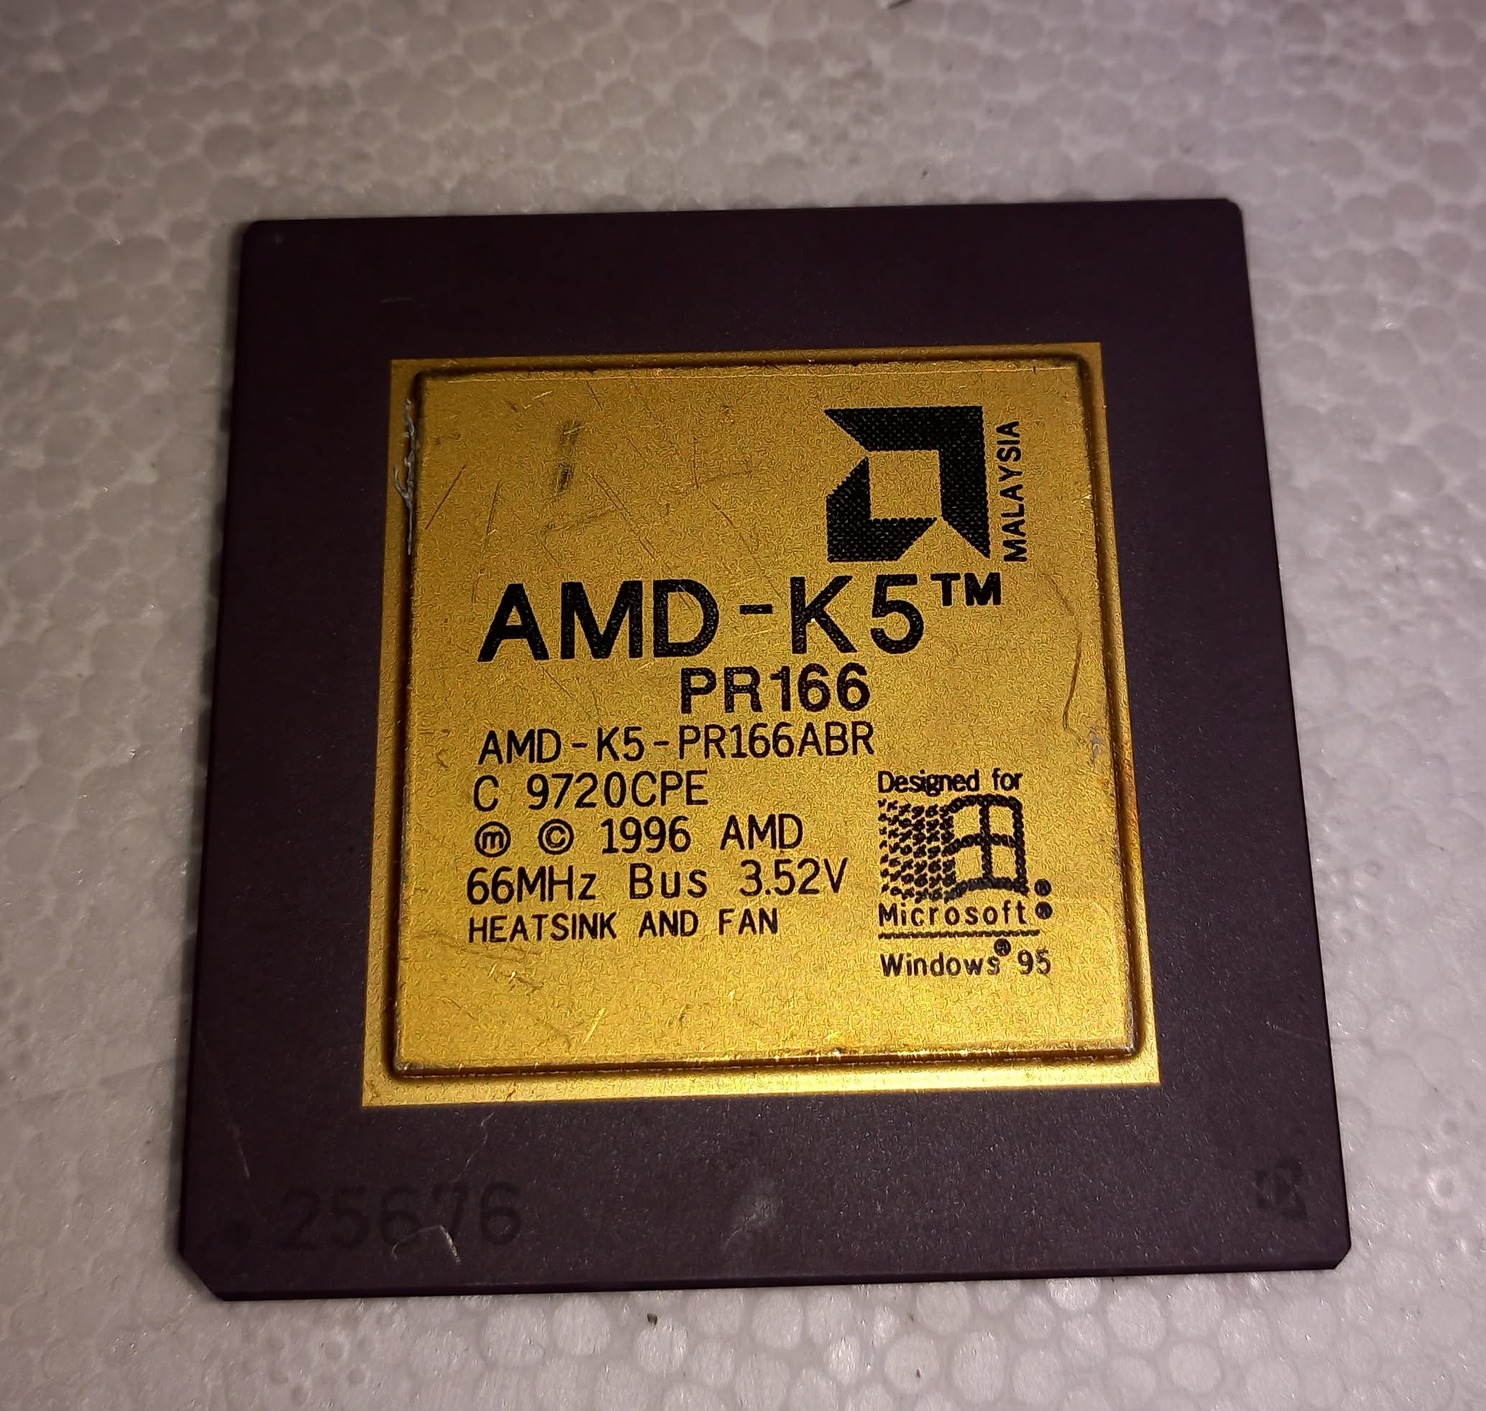 MALAYSIA
AMD-K5™
PR166
AMD-K5-PR166ABR
C 9720CPE
ⓜ © 1996 AMD
66MHz Bus 3.52V
HEATSINK AND FAN
Designed for
Microsoft®
Windows® 95
25676